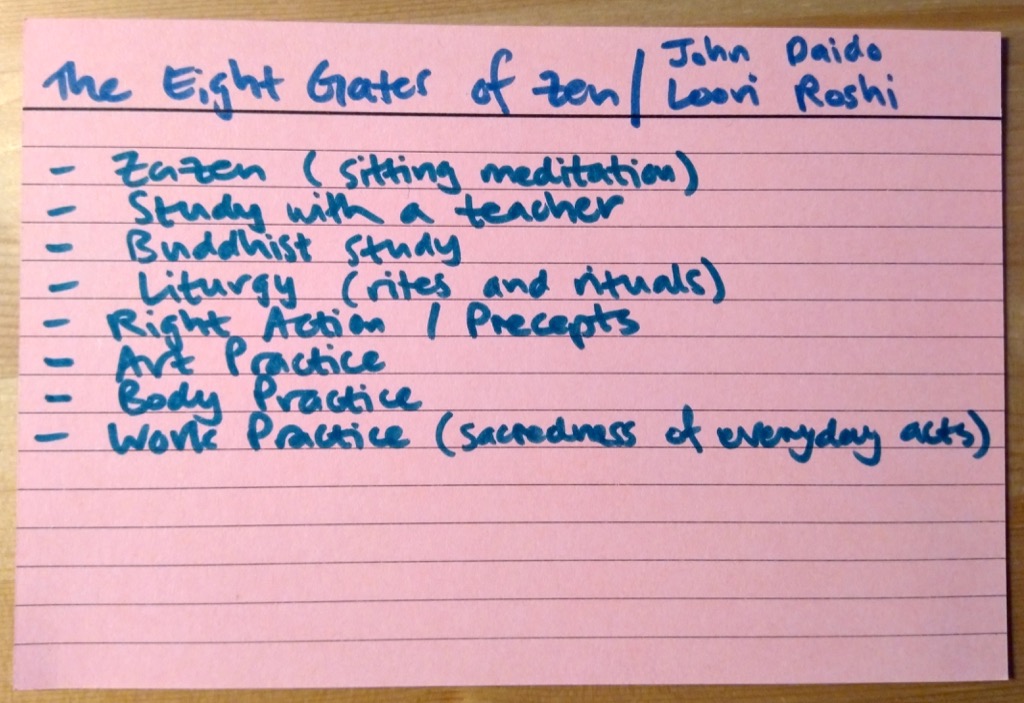 The Eight Gates of Zen / John Daido Loori Roshi
- Zazen (sitting meditation)
- Study with a teacher
- Buddhist study
- Liturgy (rites and rituals)
- Right Action / Precepts
- Art Practice
- Body Practice
- Work Practice (sacredness of everyday acts)